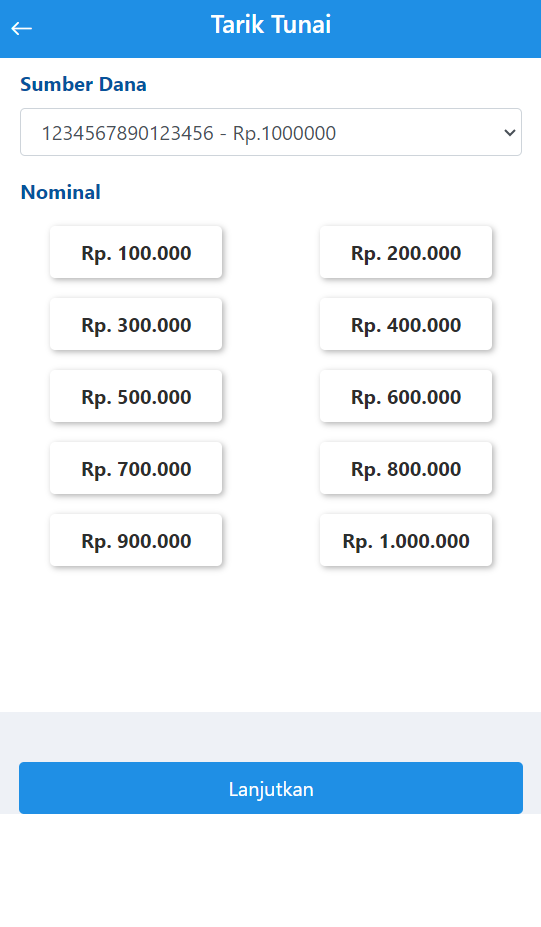 Tarik Tunai
Sumber Dana
1234567890123456 - Rp.1000000
Nominal
Rp. 100.000
Rp. 200.000
Rp. 300.000
Rp. 400.000
Rp. 500.000
Rp. 600.000
Rp. 700.000
Rp. 800.000
Rp. 900.000
Rp. 1.000.000
Lanjutkan